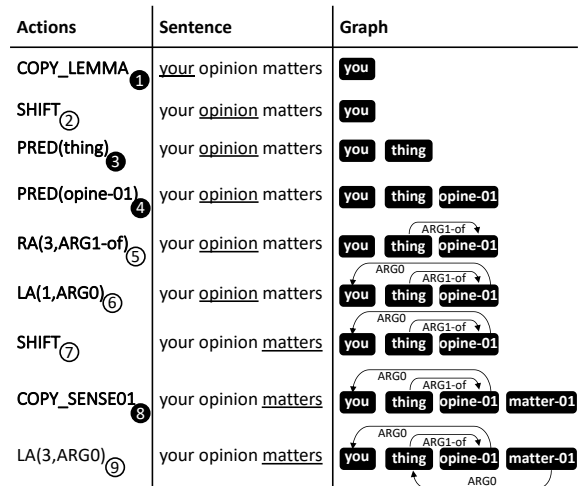 Actions Sentence Graph
COPY_LEMMA 1 your opinion matters you
SHIFT 2 your opinion matters you
PRED(thing) 3 your opinion matters you thing
PRED(opine-01) 4 your opinion matters you thing opine-01
ARG1-of
RA(3,ARG1-of) 5 your opinion matters you thing opine-01
ARG0
ARG1-of
LA(1,ARG0) 6 your opinion matters you thing opine-01
ARG0
ARG1-of
SHIFT 7 your opinion matters you thing opine-01
ARG0
ARG1-of
COPY_SENSE01 8 your opinion matters you thing opine-01 matter-01
ARG0
ARG1-of
LA(3,ARG0) 9 your opinion matters you thing opine-01 matter-01
ARG0